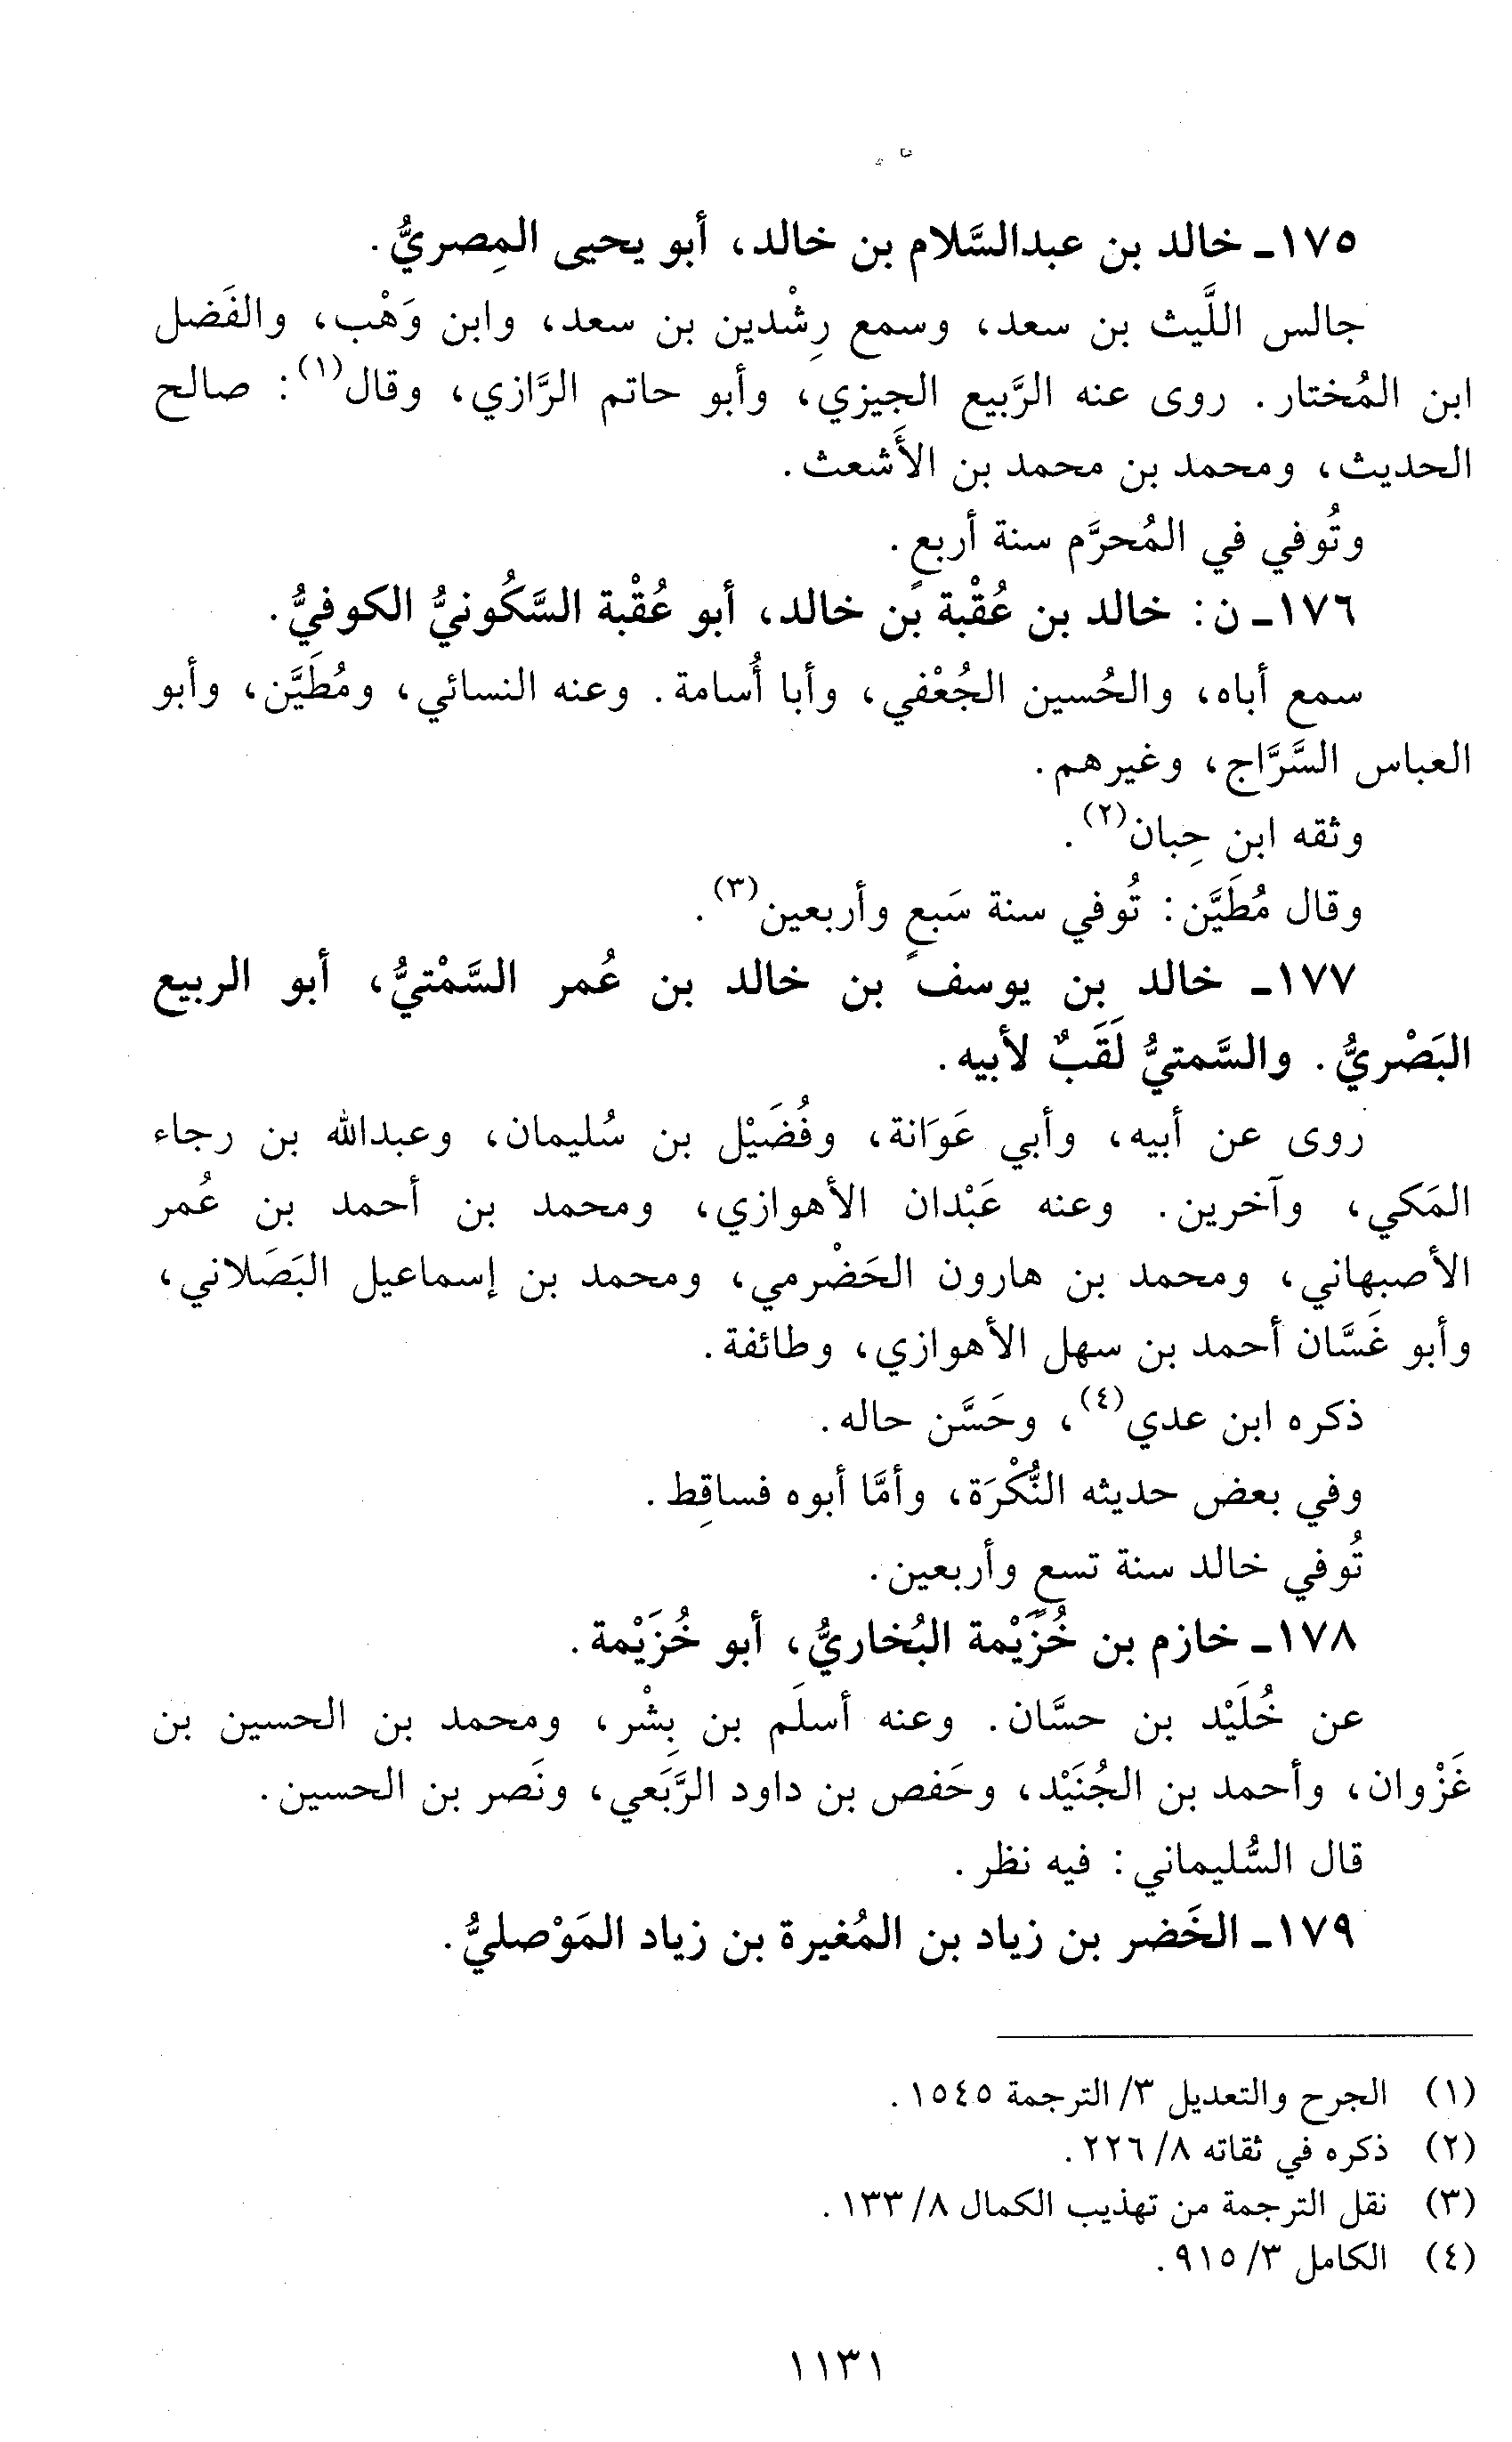 ١٧٥ـ خالد بن عبدالسَّلام بن خالد، أبو يحيى المِصريُّ.
جالس اللَّيث بن سعد، وسمع رِشْدين بن سعد، وابن وَهْب، والفَضل
ابن المُختار. روى عنه الرَّبيع الجيزي، وأبو حاتم الرَّازي، وقال(١): صالح
الحديث، ومحمد بن محمد بن الأَشعث.
وتُوفي في المُحرَّم سنة أربعٍ.
١٧٦ـ ن: خالد بن عُقْبة بن خالد، أبو عُقْبة السَّكُونيُّ الكوفيُّ.
سمع أباه، والحُسين الجُعْفي، وأبا أُسامة. وعنه النسائي، ومُطَيَّن، وأبو
العباس السَّرَّاج، وغيرهم.
وثقه ابن حِبان(٢).
وقال مُطَيَّن: تُوفي سنة سَبعٍ وأربعين(٣).
١٧٧ـ خالد بن يوسف بن خالد بن عُمر السَّمْتيُّ، أبو الربيع
البَصْريُّ. والسَّمتيُّ لَقَبٌ لأبيه.
روى عن أبيه، وأبي عَوَانة، وفُضَيْل بن سُليمان، وعبدالله بن رجاء
المَكي، وآخرين. وعنه عَبْدان الأهوازي، ومحمد بن أحمد بن عُمر
الأصبهاني، ومحمد بن هارون الحَضْرمي، ومحمد بن إسماعيل البَصَلاني،
وأبو غَسَّان أحمد بن سهل الأهوازي، وطائفة.
ذكره ابن عدي(٤)، وحَسَّن حاله.
وفي بعض حديثه النُّكْرَة، وأمَّا أبوه فساقِط.
تُوفي خالد سنة تسعٍ وأربعين.
١٧٨ـ خازم بن خُزَيْمة البُخاريُّ، أبو خُزَيْمة.
عن خُلَيْد بن حسَّان. وعنه أسلَم بن بِشْر، ومحمد بن الحسين بن
غَزْوان، وأحمد بن الجُنَيْد، وحَفص بن داود الرَّبَعي، ونَصر بن الحسين.
قال السُّليماني: فيه نظر.
١٧٩ـ الخَضر بن زياد بن المُغيرة بن زياد المَوْصليُّ.
(١) الجرح والتعديل ٣/ الترجمة ١٥٤٥.
(٢) ذكره في ثقاته ٨/ ٢٢٦.
(٣) نقل الترجمة من تهذيب الكمال ٨/ ١٣٣.
(٤) الكامل ٣/ ٩١٥.
١١٣١